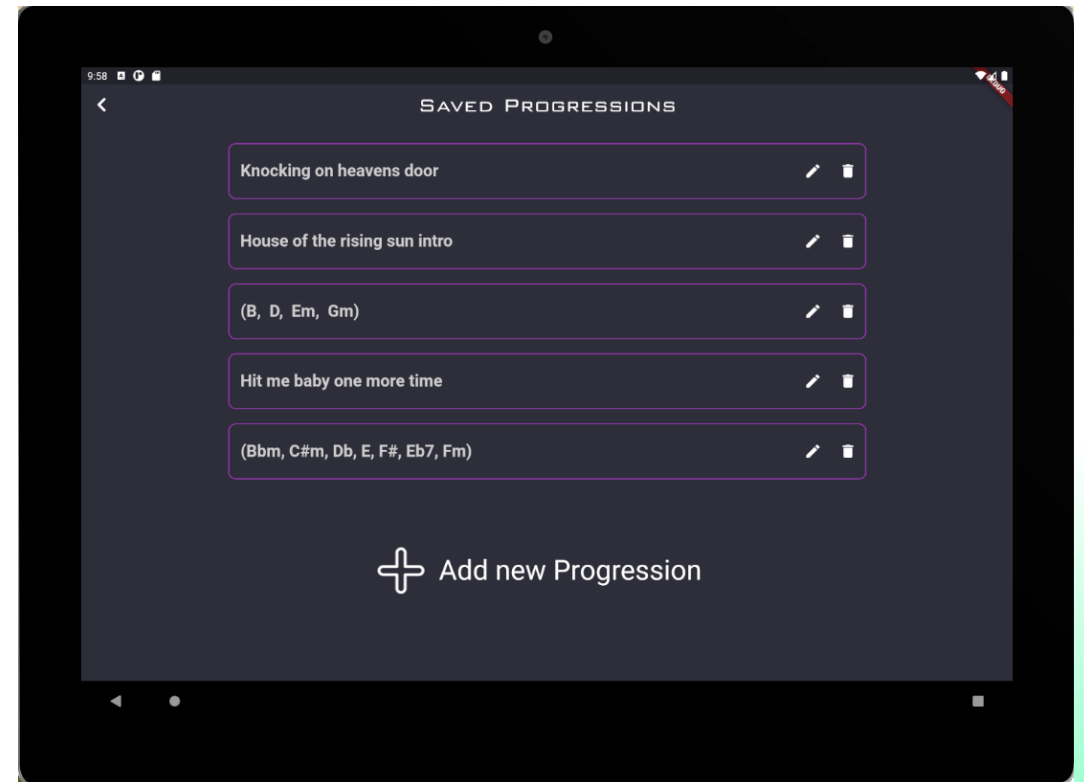 9:58
DEBUG
SAVED PROGRESSIONS
Knocking on heavens door
House of the rising sun intro
(B,  D,  Em,  Gm)
Hit me baby one more time
(Bbm, C#m, Db, E, F#, Eb7, Fm)
Add new Progression